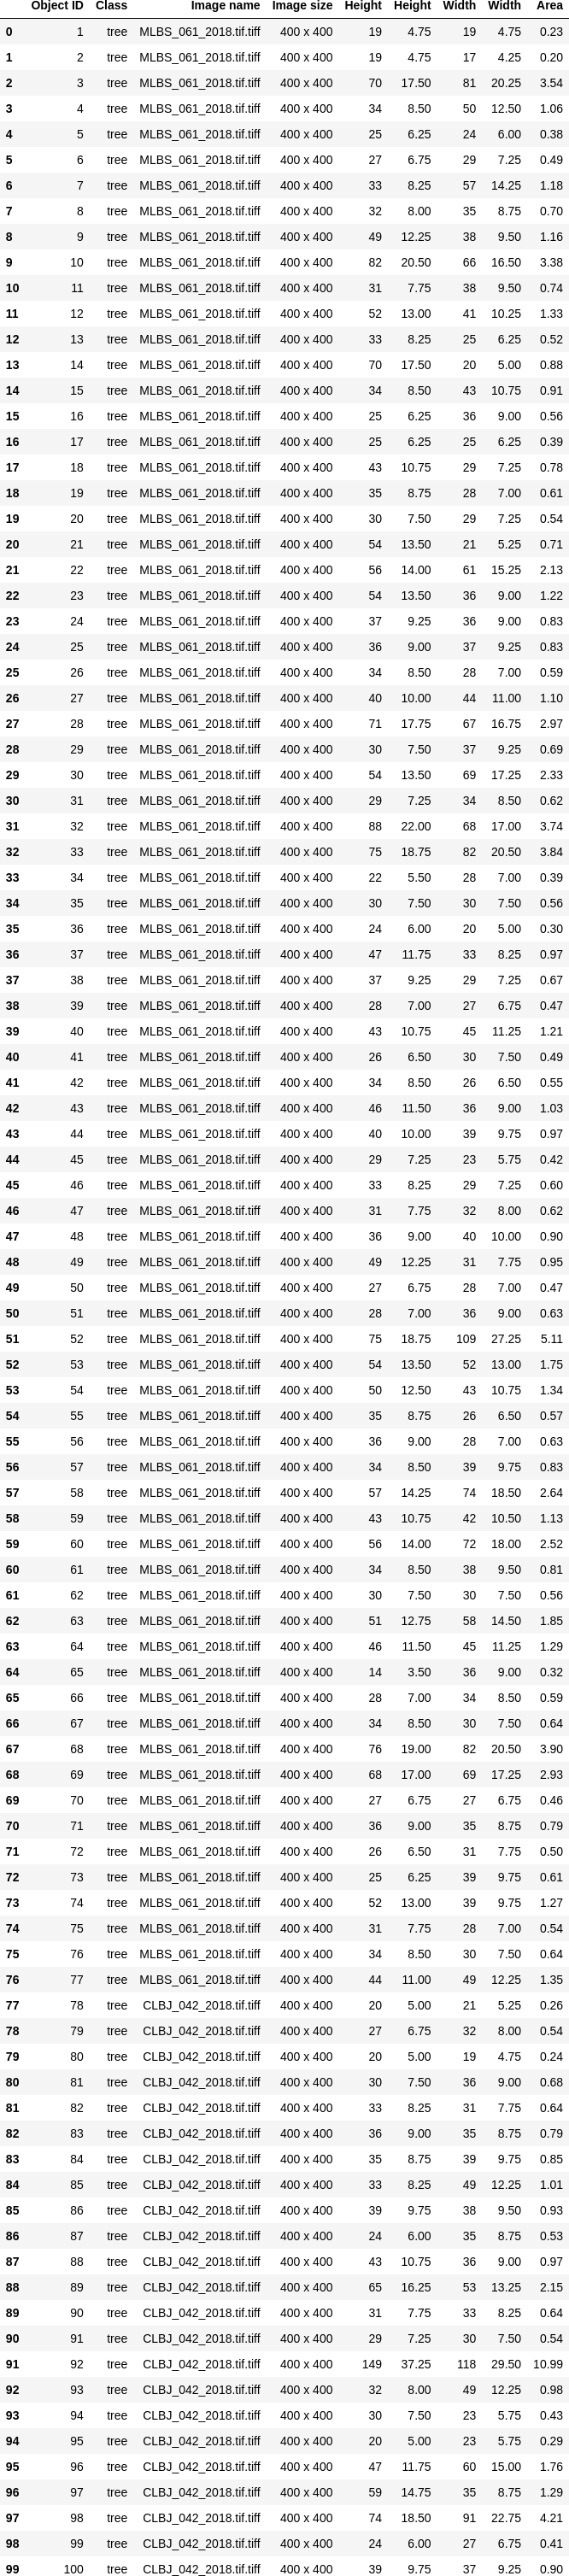 Object ID Class Image name Image size Height Height Width Width Area
0 1 tree MLBS_061_2018.tif.tiff 400 x 400 19 4.75 19 4.75 0.23
1 2 tree MLBS_061_2018.tif.tiff 400 x 400 19 4.75 17 4.25 0.20
2 3 tree MLBS_061_2018.tif.tiff 400 x 400 70 17.50 81 20.25 3.54
3 4 tree MLBS_061_2018.tif.tiff 400 x 400 34 8.50 50 12.50 1.06
4 5 tree MLBS_061_2018.tif.tiff 400 x 400 25 6.25 24 6.00 0.38
5 6 tree MLBS_061_2018.tif.tiff 400 x 400 27 6.75 29 7.25 0.49
6 7 tree MLBS_061_2018.tif.tiff 400 x 400 33 8.25 57 14.25 1.18
7 8 tree MLBS_061_2018.tif.tiff 400 x 400 32 8.00 35 8.75 0.70
8 9 tree MLBS_061_2018.tif.tiff 400 x 400 49 12.25 38 9.50 1.16
9 10 tree MLBS_061_2018.tif.tiff 400 x 400 82 20.50 66 16.50 3.38
10 11 tree MLBS_061_2018.tif.tiff 400 x 400 31 7.75 38 9.50 0.74
11 12 tree MLBS_061_2018.tif.tiff 400 x 400 52 13.00 41 10.25 1.33
12 13 tree MLBS_061_2018.tif.tiff 400 x 400 33 8.25 25 6.25 0.52
13 14 tree MLBS_061_2018.tif.tiff 400 x 400 70 17.50 20 5.00 0.88
14 15 tree MLBS_061_2018.tif.tiff 400 x 400 34 8.50 43 10.75 0.91
15 16 tree MLBS_061_2018.tif.tiff 400 x 400 25 6.25 36 9.00 0.56
16 17 tree MLBS_061_2018.tif.tiff 400 x 400 25 6.25 25 6.25 0.39
17 18 tree MLBS_061_2018.tif.tiff 400 x 400 43 10.75 29 7.25 0.78
18 19 tree MLBS_061_2018.tif.tiff 400 x 400 35 8.75 28 7.00 0.61
19 20 tree MLBS_061_2018.tif.tiff 400 x 400 30 7.50 29 7.25 0.54
20 21 tree MLBS_061_2018.tif.tiff 400 x 400 54 13.50 21 5.25 0.71
21 22 tree MLBS_061_2018.tif.tiff 400 x 400 56 14.00 61 15.25 2.13
22 23 tree MLBS_061_2018.tif.tiff 400 x 400 54 13.50 36 9.00 1.22
23 24 tree MLBS_061_2018.tif.tiff 400 x 400 37 9.25 36 9.00 0.83
24 25 tree MLBS_061_2018.tif.tiff 400 x 400 36 9.00 37 9.25 0.83
25 26 tree MLBS_061_2018.tif.tiff 400 x 400 34 8.50 28 7.00 0.59
26 27 tree MLBS_061_2018.tif.tiff 400 x 400 40 10.00 44 11.00 1.10
27 28 tree MLBS_061_2018.tif.tiff 400 x 400 71 17.75 67 16.75 2.97
28 29 tree MLBS_061_2018.tif.tiff 400 x 400 30 7.50 37 9.25 0.69
29 30 tree MLBS_061_2018.tif.tiff 400 x 400 54 13.50 69 17.25 2.33
30 31 tree MLBS_061_2018.tif.tiff 400 x 400 29 7.25 34 8.50 0.62
31 32 tree MLBS_061_2018.tif.tiff 400 x 400 88 22.00 68 17.00 3.74
32 33 tree MLBS_061_2018.tif.tiff 400 x 400 75 18.75 82 20.50 3.84
33 34 tree MLBS_061_2018.tif.tiff 400 x 400 22 5.50 28 7.00 0.39
34 35 tree MLBS_061_2018.tif.tiff 400 x 400 30 7.50 30 7.50 0.56
35 36 tree MLBS_061_2018.tif.tiff 400 x 400 24 6.00 20 5.00 0.30
36 37 tree MLBS_061_2018.tif.tiff 400 x 400 47 11.75 33 8.25 0.97
37 38 tree MLBS_061_2018.tif.tiff 400 x 400 37 9.25 29 7.25 0.67
38 39 tree MLBS_061_2018.tif.tiff 400 x 400 28 7.00 27 6.75 0.47
39 40 tree MLBS_061_2018.tif.tiff 400 x 400 43 10.75 45 11.25 1.21
40 41 tree MLBS_061_2018.tif.tiff 400 x 400 26 6.50 30 7.50 0.49
41 42 tree MLBS_061_2018.tif.tiff 400 x 400 34 8.50 26 6.50 0.55
42 43 tree MLBS_061_2018.tif.tiff 400 x 400 46 11.50 36 9.00 1.03
43 44 tree MLBS_061_2018.tif.tiff 400 x 400 40 10.00 39 9.75 0.97
44 45 tree MLBS_061_2018.tif.tiff 400 x 400 29 7.25 23 5.75 0.42
45 46 tree MLBS_061_2018.tif.tiff 400 x 400 33 8.25 29 7.25 0.60
46 47 tree MLBS_061_2018.tif.tiff 400 x 400 31 7.75 32 8.00 0.62
47 48 tree MLBS_061_2018.tif.tiff 400 x 400 36 9.00 40 10.00 0.90
48 49 tree MLBS_061_2018.tif.tiff 400 x 400 49 12.25 31 7.75 0.95
49 50 tree MLBS_061_2018.tif.tiff 400 x 400 27 6.75 28 7.00 0.47
50 51 tree MLBS_061_2018.tif.tiff 400 x 400 28 7.00 36 9.00 0.63
51 52 tree MLBS_061_2018.tif.tiff 400 x 400 75 18.75 109 27.25 5.11
52 53 tree MLBS_061_2018.tif.tiff 400 x 400 54 13.50 52 13.00 1.75
53 54 tree MLBS_061_2018.tif.tiff 400 x 400 50 12.50 43 10.75 1.34
54 55 tree MLBS_061_2018.tif.tiff 400 x 400 35 8.75 26 6.50 0.57
55 56 tree MLBS_061_2018.tif.tiff 400 x 400 36 9.00 28 7.00 0.63
56 57 tree MLBS_061_2018.tif.tiff 400 x 400 34 8.50 39 9.75 0.83
57 58 tree MLBS_061_2018.tif.tiff 400 x 400 57 14.25 74 18.50 2.64
58 59 tree MLBS_061_2018.tif.tiff 400 x 400 43 10.75 42 10.50 1.13
59 60 tree MLBS_061_2018.tif.tiff 400 x 400 56 14.00 72 18.00 2.52
60 61 tree MLBS_061_2018.tif.tiff 400 x 400 34 8.50 38 9.50 0.81
61 62 tree MLBS_061_2018.tif.tiff 400 x 400 30 7.50 30 7.50 0.56
62 63 tree MLBS_061_2018.tif.tiff 400 x 400 51 12.75 58 14.50 1.85
63 64 tree MLBS_061_2018.tif.tiff 400 x 400 46 11.50 45 11.25 1.29
64 65 tree MLBS_061_2018.tif.tiff 400 x 400 14 3.50 36 9.00 0.32
65 66 tree MLBS_061_2018.tif.tiff 400 x 400 28 7.00 34 8.50 0.59
66 67 tree MLBS_061_2018.tif.tiff 400 x 400 34 8.50 30 7.50 0.64
67 68 tree MLBS_061_2018.tif.tiff 400 x 400 76 19.00 82 20.50 3.90
68 69 tree MLBS_061_2018.tif.tiff 400 x 400 68 17.00 69 17.25 2.93
69 70 tree MLBS_061_2018.tif.tiff 400 x 400 27 6.75 27 6.75 0.46
70 71 tree MLBS_061_2018.tif.tiff 400 x 400 36 9.00 35 8.75 0.79
71 72 tree MLBS_061_2018.tif.tiff 400 x 400 26 6.50 31 7.75 0.50
72 73 tree MLBS_061_2018.tif.tiff 400 x 400 25 6.25 39 9.75 0.61
73 74 tree MLBS_061_2018.tif.tiff 400 x 400 52 13.00 39 9.75 1.27
74 75 tree MLBS_061_2018.tif.tiff 400 x 400 31 7.75 28 7.00 0.54
75 76 tree MLBS_061_2018.tif.tiff 400 x 400 34 8.50 30 7.50 0.64
76 77 tree MLBS_061_2018.tif.tiff 400 x 400 44 11.00 49 12.25 1.35
77 78 tree CLBJ_042_2018.tif.tiff 400 x 400 20 5.00 21 5.25 0.26
78 79 tree CLBJ_042_2018.tif.tiff 400 x 400 27 6.75 32 8.00 0.54
79 80 tree CLBJ_042_2018.tif.tiff 400 x 400 20 5.00 19 4.75 0.24
80 81 tree CLBJ_042_2018.tif.tiff 400 x 400 30 7.50 36 9.00 0.68
81 82 tree CLBJ_042_2018.tif.tiff 400 x 400 33 8.25 31 7.75 0.64
82 83 tree CLBJ_042_2018.tif.tiff 400 x 400 36 9.00 35 8.75 0.79
83 84 tree CLBJ_042_2018.tif.tiff 400 x 400 35 8.75 39 9.75 0.85
84 85 tree CLBJ_042_2018.tif.tiff 400 x 400 33 8.25 49 12.25 1.01
85 86 tree CLBJ_042_2018.tif.tiff 400 x 400 39 9.75 38 9.50 0.93
86 87 tree CLBJ_042_2018.tif.tiff 400 x 400 24 6.00 35 8.75 0.53
87 88 tree CLBJ_042_2018.tif.tiff 400 x 400 43 10.75 36 9.00 0.97
88 89 tree CLBJ_042_2018.tif.tiff 400 x 400 65 16.25 53 13.25 2.15
89 90 tree CLBJ_042_2018.tif.tiff 400 x 400 31 7.75 33 8.25 0.64
90 91 tree CLBJ_042_2018.tif.tiff 400 x 400 29 7.25 30 7.50 0.54
91 92 tree CLBJ_042_2018.tif.tiff 400 x 400 149 37.25 118 29.50 10.99
92 93 tree CLBJ_042_2018.tif.tiff 400 x 400 32 8.00 49 12.25 0.98
93 94 tree CLBJ_042_2018.tif.tiff 400 x 400 30 7.50 23 5.75 0.43
94 95 tree CLBJ_042_2018.tif.tiff 400 x 400 20 5.00 23 5.75 0.29
95 96 tree CLBJ_042_2018.tif.tiff 400 x 400 47 11.75 60 15.00 1.76
96 97 tree CLBJ_042_2018.tif.tiff 400 x 400 59 14.75 35 8.75 1.29
97 98 tree CLBJ_042_2018.tif.tiff 400 x 400 74 18.50 91 22.75 4.21
98 99 tree CLBJ_042_2018.tif.tiff 400 x 400 24 6.00 27 6.75 0.41
99 100 tree CLBJ_042_2018.tif.tiff 400 x 400 39 9.75 37 9.25 0.90